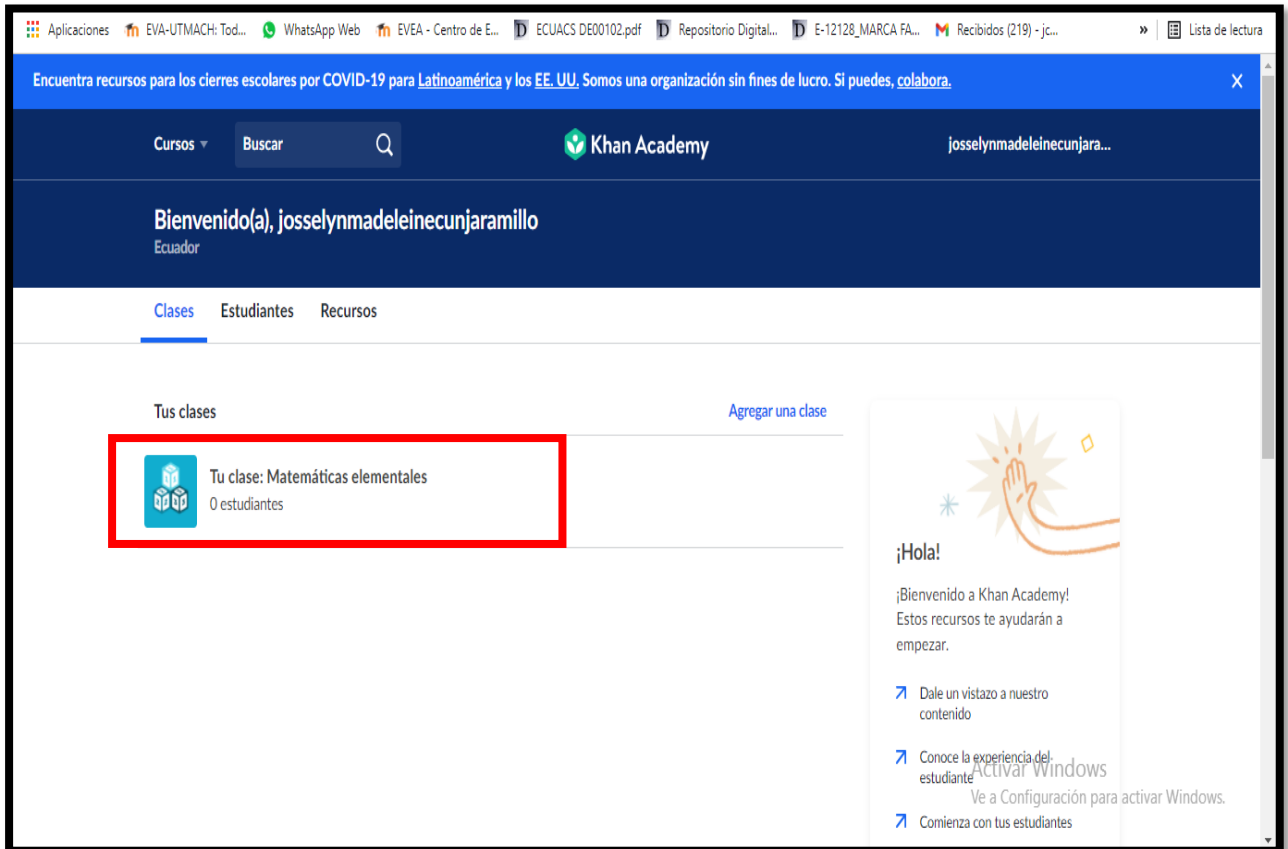 Aplicaciones EVA-UTMACH: Tod... WhatsApp Web EVEA - Centro de E... ECUACS DE00102.pdf Repositorio Digital... E-12128_MARCA FA... Recibidos (219) - jc... » Lista de lectura
Encuentra recursos para los cierres escolares por COVID-19 para Latinoamérica y los EE. UU. Somos una organización sin fines de lucro. Si puedes, colabora. X
Cursos Buscar Khan Academy josselynmadeleinecunjara...
Bienvenido(a), josselynmadeleinecunjaramillo
Ecuador
Clases Estudiantes Recursos
Tus clases Agregar una clase
Tu clase: Matemáticas elementales
0 estudiantes
¡Hola!
¡Bienvenido a Khan Academy!
Estos recursos te ayudarán a
empezar.
Dale un vistazo a nuestro
contenido
Conoce la experiencia del
estudiante
Activar Windows
Ve a Configuración para activar Windows.
Comienza con tus estudiantes